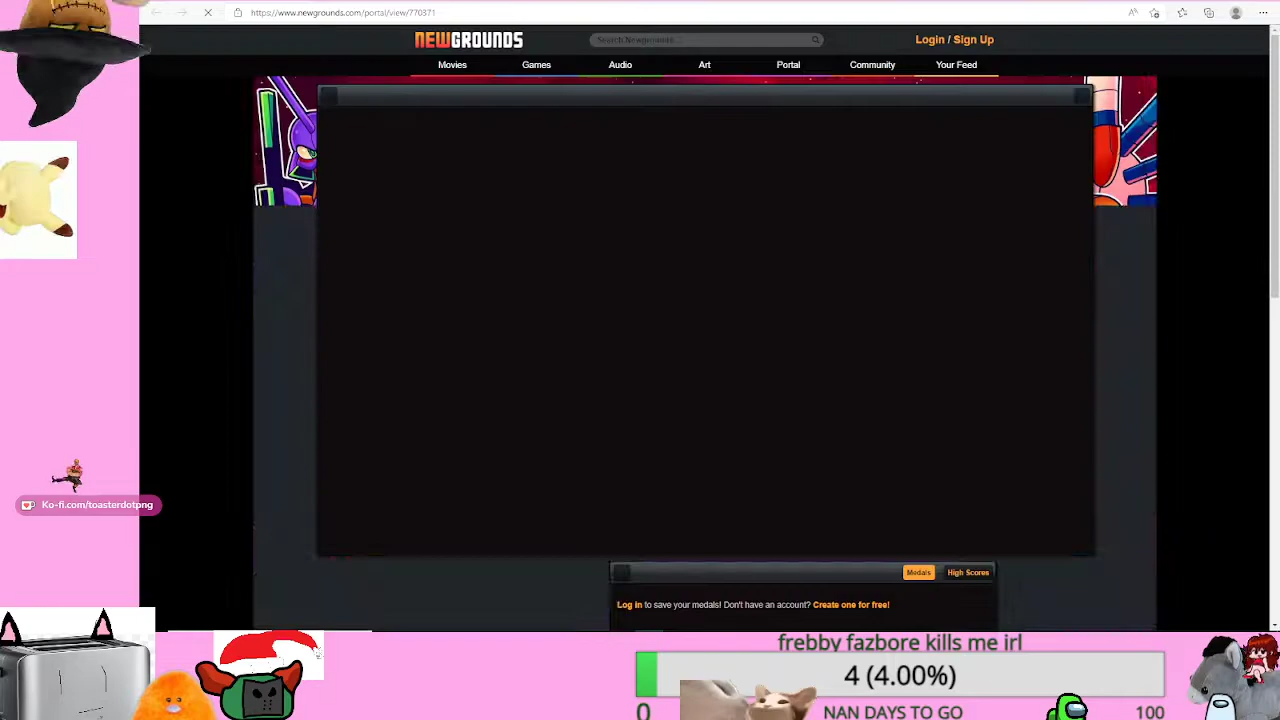 https://www.newgrounds.com/portal/view/770371
NEWGROUNDS
Search Newgrounds...
Login / Sign Up
Movies
Games
Audio
Art
Portal
Community
Your Feed
Ko-fi.com/toasterdotpng
Medals
High Scores
Log in to save your medals! Don't have an account? Create one for free!
frebby fazbore kills me irl
4 (4.00%)
0
NAN DAYS TO GO
100